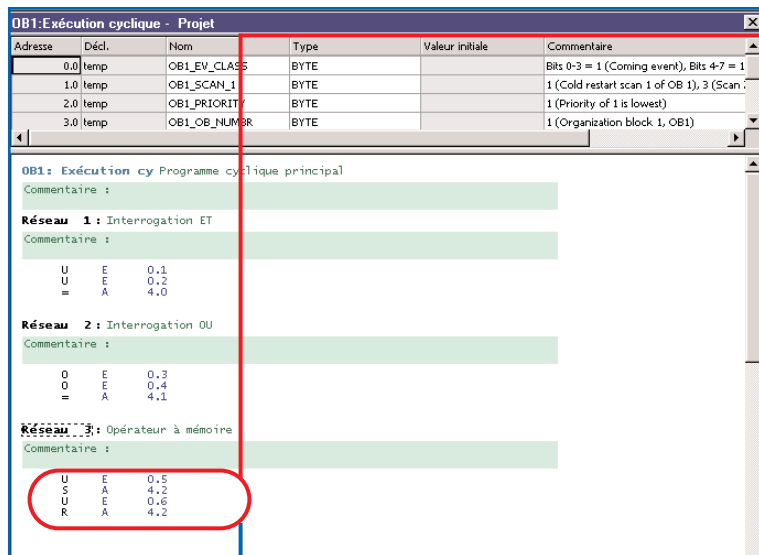 OB1:Exécution cyclique - Projet
Adresse Décl. Nom Type Valeur initiale Commentaire
0.0 temp OB1_EV_CLASS BYTE Bits 0-3 = 1 (Coming event), Bits 4-7 = 1
1.0 temp OB1_SCAN_1 BYTE 1 (Cold restart scan 1 of OB 1), 3 (Scan
2.0 temp OB1_PRIORITY BYTE 1 (Priority of 1 is lowest)
3.0 temp OB1_OB_NUMBR BYTE 1 (Organization block 1, OB1)
OB1: Exécution cy Programme cyclique principal
Commentaire :
Réseau 1 : Interrogation ET
Commentaire :
U E 0.1
U E 0.2
= A 4.0
Réseau 2 : Interrogation OU
Commentaire :
O E 0.3
O E 0.4
= A 4.1
Réseau 3 : Opérateur à mémoire
Commentaire :
U E 0.5
S A 4.2
U E 0.6
R A 4.2